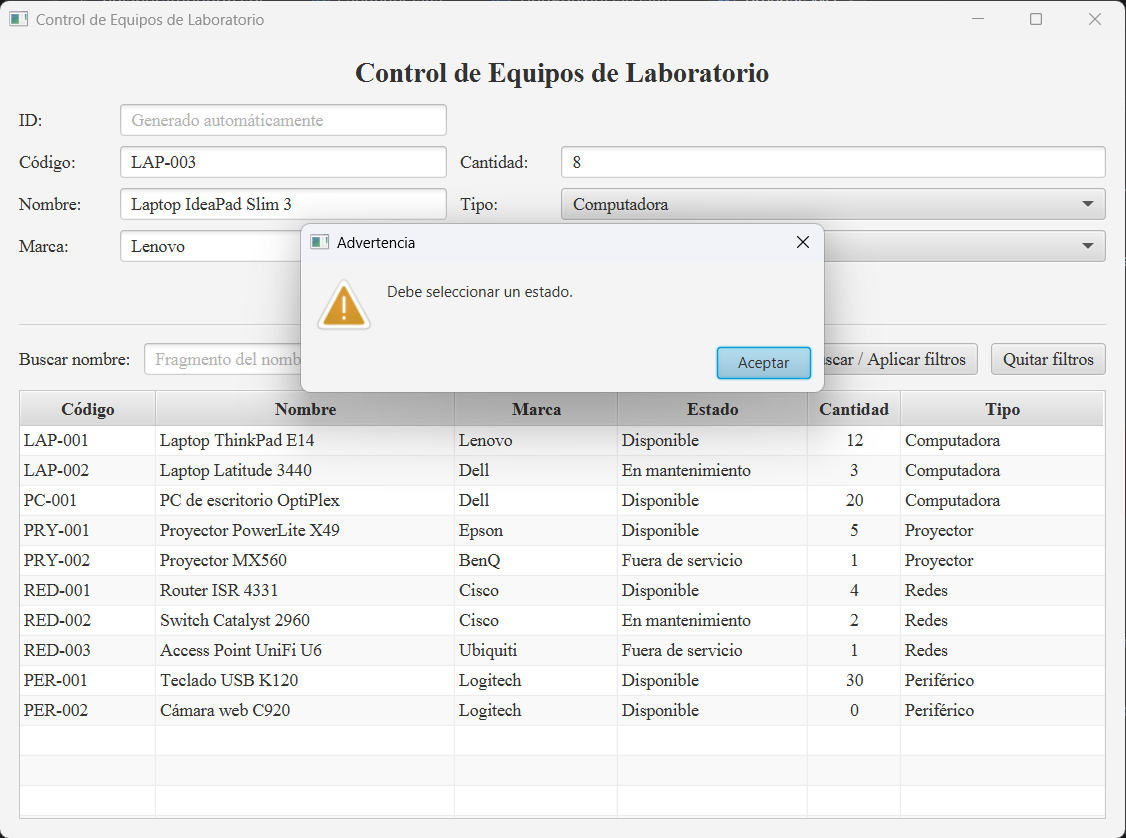 Control de Equipos de Laboratorio
Control de Equipos de Laboratorio
ID: Generado automáticamente
Código: LAP-003 Cantidad: 8
Nombre: Laptop IdeaPad Slim 3 Tipo: Computadora
Marca: Lenovo
Advertencia
Debe seleccionar un estado.
Aceptar
Buscar nombre: Fragmento del / Aplicar filtros Quitar filtros
Código Nombre Marca Estado Cantidad Tipo
LAP-001 Laptop ThinkPad E14 Lenovo Disponible 12 Computadora
LAP-002 Laptop Latitude 3440 Dell En mantenimiento 3 Computadora
PC-001 PC de escritorio OptiPlex Dell Disponible 20 Computadora
PRY-001 Proyector PowerLite X49 Epson Disponible 5 Proyector
PRY-002 Proyector MX560 BenQ Fuera de servicio 1 Proyector
RED-001 Router ISR 4331 Cisco Disponible 4 Redes
RED-002 Switch Catalyst 2960 Cisco En mantenimiento 2 Redes
RED-003 Access Point UniFi U6 Ubiquiti Fuera de servicio 1 Redes
PER-001 Teclado USB K120 Logitech Disponible 30 Periférico
PER-002 Cámara web C920 Logitech Disponible 0 Periférico